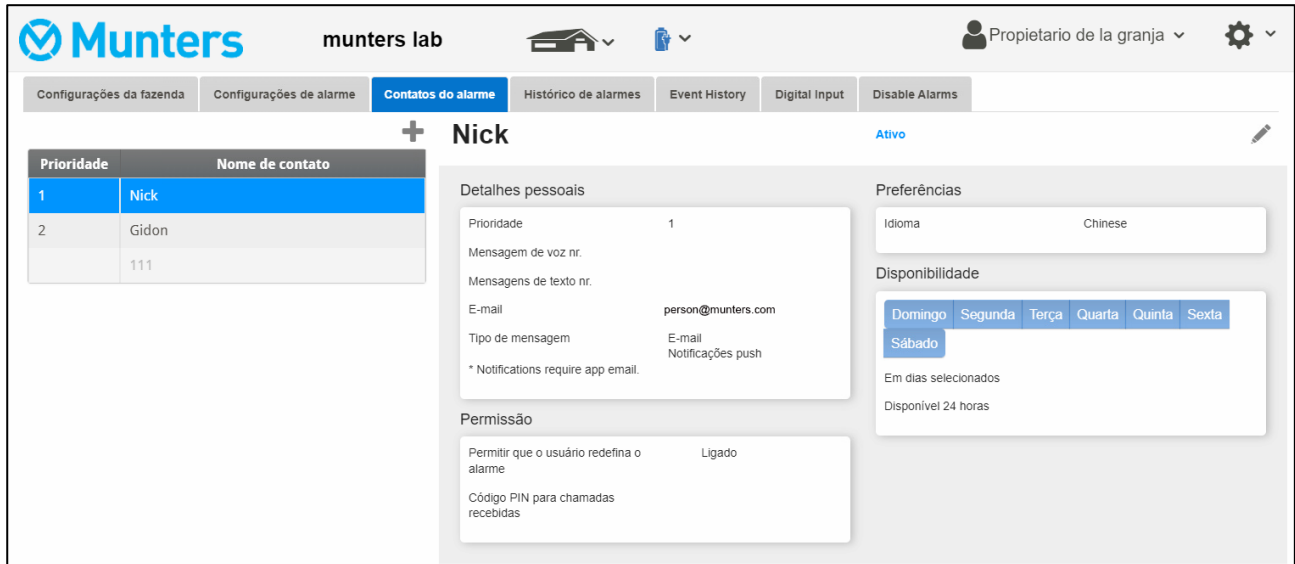 Munters
munters lab
Propietario de la granja
Configurações da fazenda
Configurações de alarme
Contatos do alarme
Histórico de alarmes
Event History
Digital Input
Disable Alarms
Prioridade Nome de contato
1 Nick
2 Gidon
111
Nick
Ativo
Detalhes pessoais
Prioridade 1
Mensagem de voz nr.
Mensagens de texto nr.
E-mail person@munters.com
Tipo de mensagem E-mail
Notificações push
* Notifications require app email.
Permissão
Permitir que o usuário redefina o Ligado
alarme
Código PIN para chamadas
recebidas
Preferências
Idioma Chinese
Disponibilidade
Domingo Segunda Terça Quarta Quinta Sexta
Sábado
Em dias selecionados
Disponível 24 horas